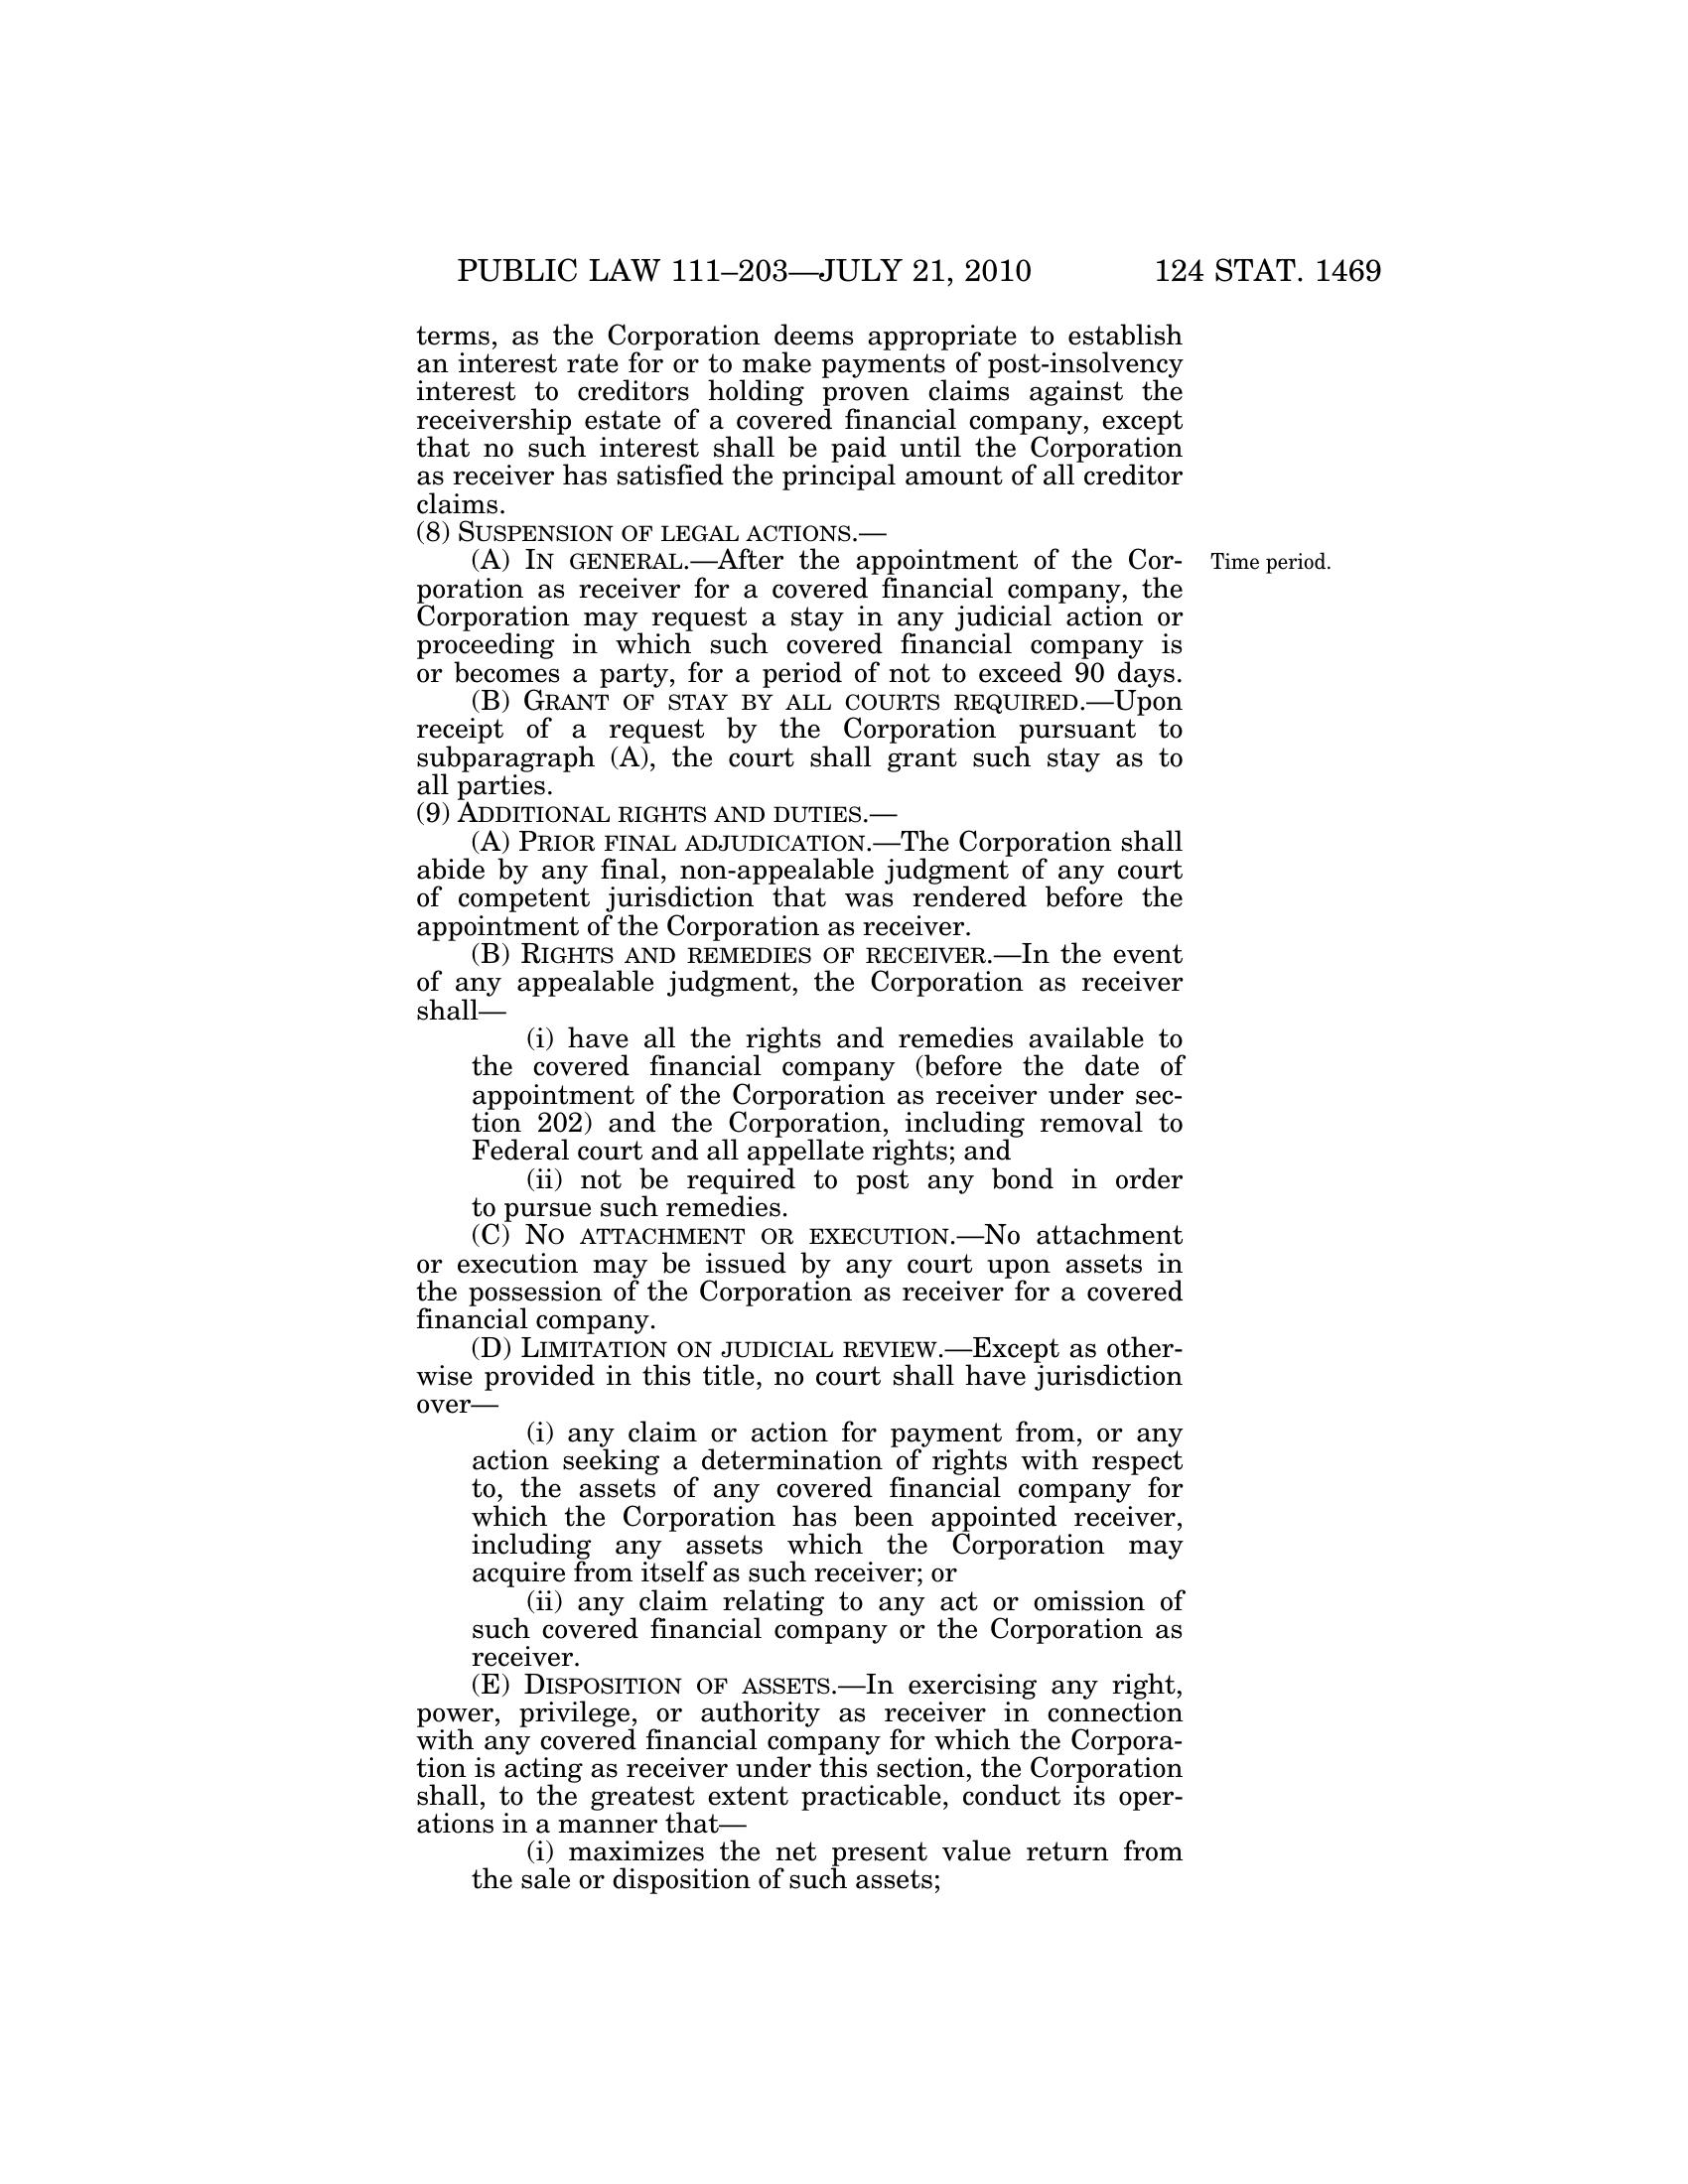 PUBLIC LAW 111–203—JULY 21, 2010 124 STAT. 1469
terms, as the Corporation deems appropriate to establish
an interest rate for or to make payments of post-insolvency
interest to creditors holding proven claims against the
receivership estate of a covered financial company, except
that no such interest shall be paid until the Corporation
as receiver has satisfied the principal amount of all creditor
claims.
(8) SUSPENSION OF LEGAL ACTIONS.—
(A) IN GENERAL.—After the appointment of the Cor-
Time period.
poration as receiver for a covered financial company, the
Corporation may request a stay in any judicial action or
proceeding in which such covered financial company is
or becomes a party, for a period of not to exceed 90 days.
(B) GRANT OF STAY BY ALL COURTS REQUIRED.—Upon
receipt of a request by the Corporation pursuant to
subparagraph (A), the court shall grant such stay as to
all parties.
(9) ADDITIONAL RIGHTS AND DUTIES.—
(A) PRIOR FINAL ADJUDICATION.—The Corporation shall
abide by any final, non-appealable judgment of any court
of competent jurisdiction that was rendered before the
appointment of the Corporation as receiver.
(B) RIGHTS AND REMEDIES OF RECEIVER.—In the event
of any appealable judgment, the Corporation as receiver
shall—
(i) have all the rights and remedies available to
the covered financial company (before the date of
appointment of the Corporation as receiver under sec-
tion 202) and the Corporation, including removal to
Federal court and all appellate rights; and
(ii) not be required to post any bond in order
to pursue such remedies.
(C) NO ATTACHMENT OR EXECUTION.—No attachment
or execution may be issued by any court upon assets in
the possession of the Corporation as receiver for a covered
financial company.
(D) LIMITATION ON JUDICIAL REVIEW.—Except as other-
wise provided in this title, no court shall have jurisdiction
over—
(i) any claim or action for payment from, or any
action seeking a determination of rights with respect
to, the assets of any covered financial company for
which the Corporation has been appointed receiver,
including any assets which the Corporation may
acquire from itself as such receiver; or
(ii) any claim relating to any act or omission of
such covered financial company or the Corporation as
receiver.
(E) DISPOSITION OF ASSETS.—In exercising any right,
power, privilege, or authority as receiver in connection
with any covered financial company for which the Corpora-
tion is acting as receiver under this section, the Corporation
shall, to the greatest extent practicable, conduct its oper-
ations in a manner that—
(i) maximizes the net present value return from
the sale or disposition of such assets;